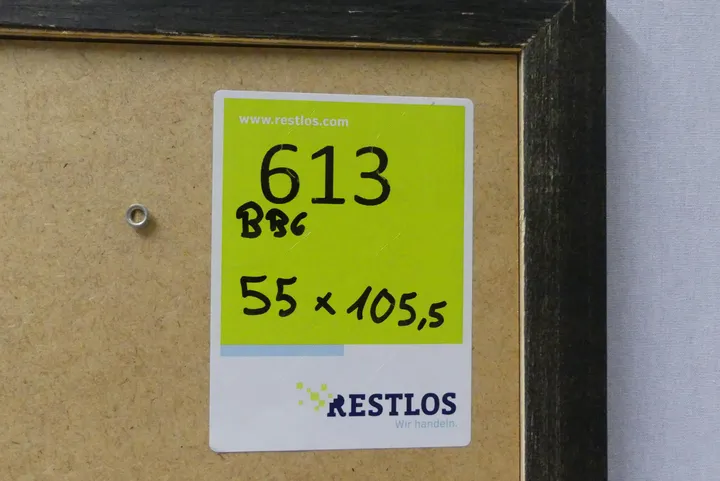 www.restlos.com
613
BBG
55 x 105,5
RESTLOS
Wir handeln.